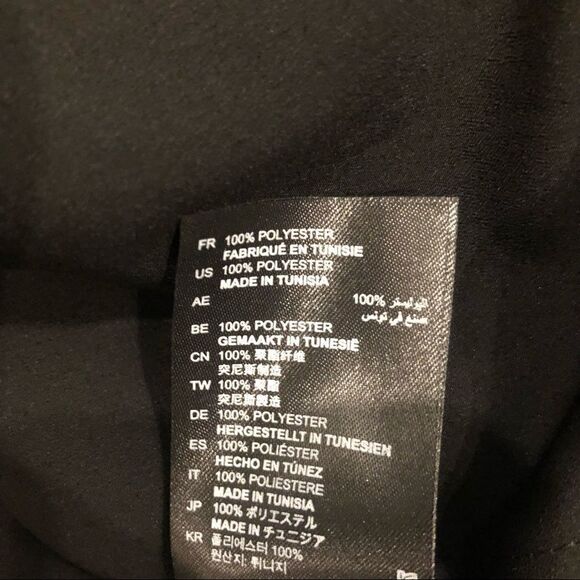 FR 100% POLYESTER
FABRIQUÉ EN TUNISIE
US 100% POLYESTER
MADE IN TUNISIA
AE البوليستر 100%
صنع في تونس
BE 100% POLYESTER
GEMAAKT IN TUNESIË
CN 100% 聚酯纤维
突尼斯制造
TW 100% 聚酯
突尼斯製造
DE 100% POLYESTER
HERGESTELLT IN TUNESIEN
ES 100% POLIÉSTER
HECHO EN TÚNEZ
IT 100% POLIESTERE
MADE IN TUNISIA
JP 100% ポリエステル
MADE IN チュニジア
KR 폴리에스터 100%
원산지: 튀니지